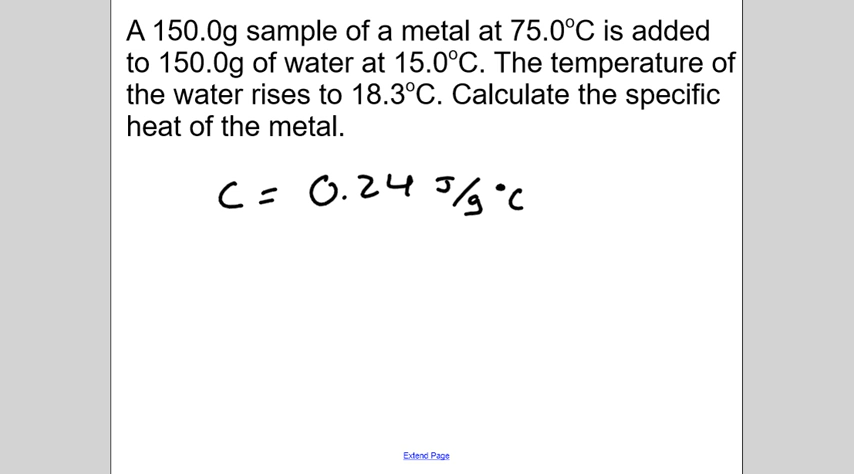 A 150.0g sample of a metal at 75.0°C is added
to 150.0g of water at 15.0°C. The temperature of
the water rises to 18.3°C. Calculate the specific
heat of the metal.
C = 0.24 J/g °C
Extend Page